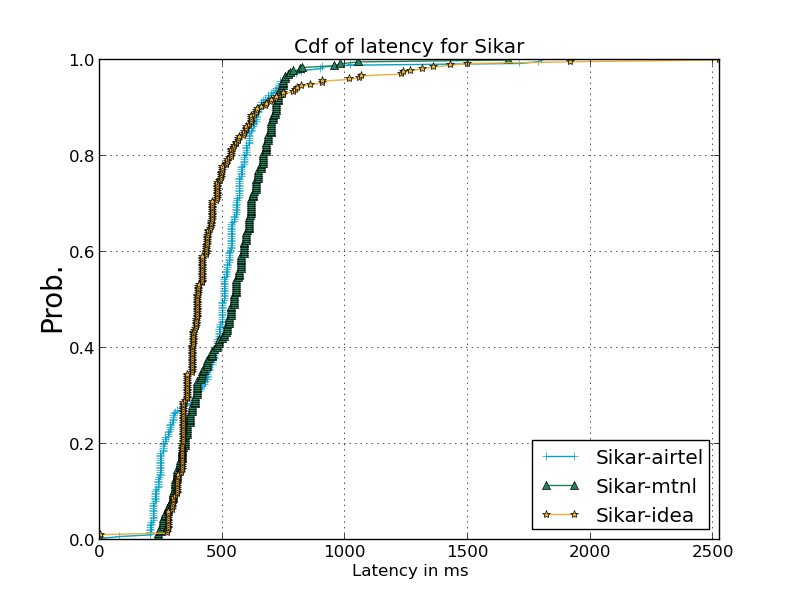 Cdf of latency for Sikar
1.0
0.8
0.6
0.4
0.2
0.0
Prob.
0
500
1000
1500
2000
2500
Latency in ms
Sikar-airtel
Sikar-mtnl
Sikar-idea